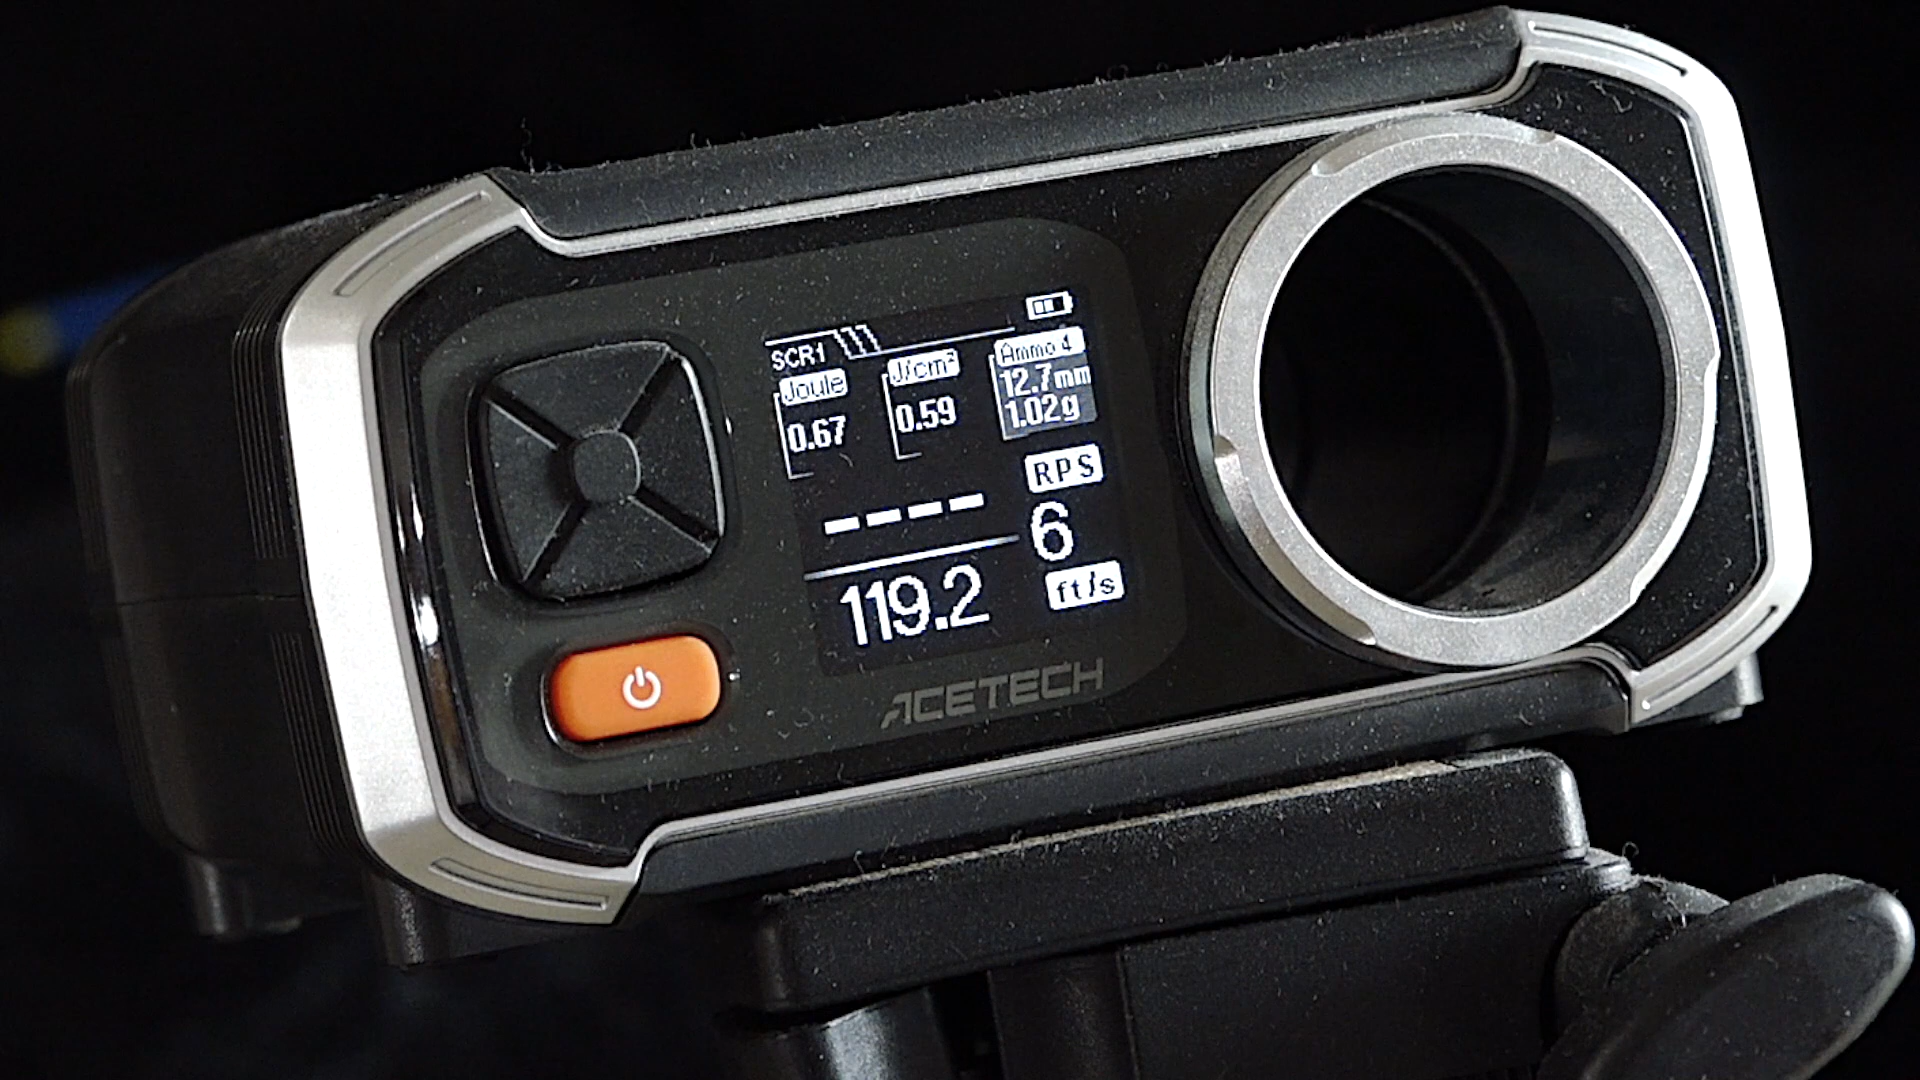 SCR1
Joule
0.67
J/cm²
0.59
Ammo 4
12.7mm
1.02g
RPS
6
----
119.2
ft/s
ACETECH